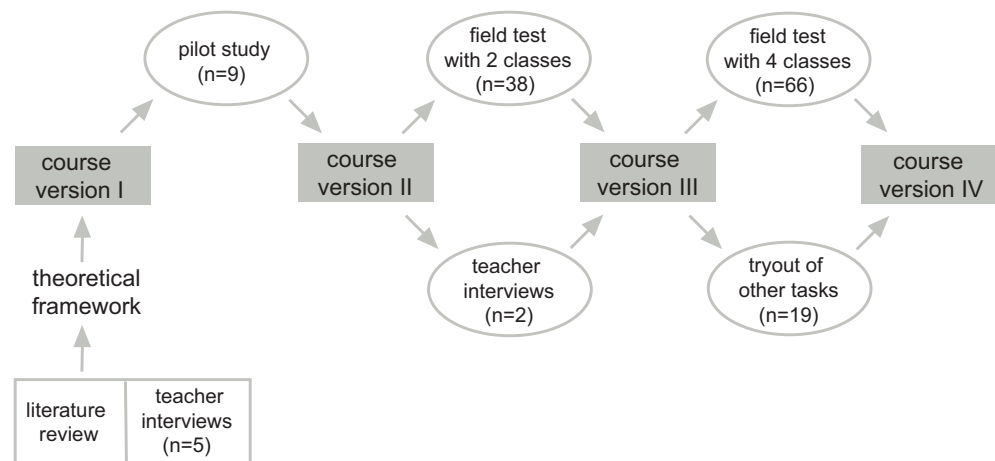 pilot study
(n=9)
field test
with 2 classes
(n=38)
field test
with 4 classes
(n=66)
course
version I
course
version II
course
version III
course
version IV
teacher
interviews
(n=2)
tryout of
other tasks
(n=19)
theoretical
framework
literature
review
teacher
interviews
(n=5)